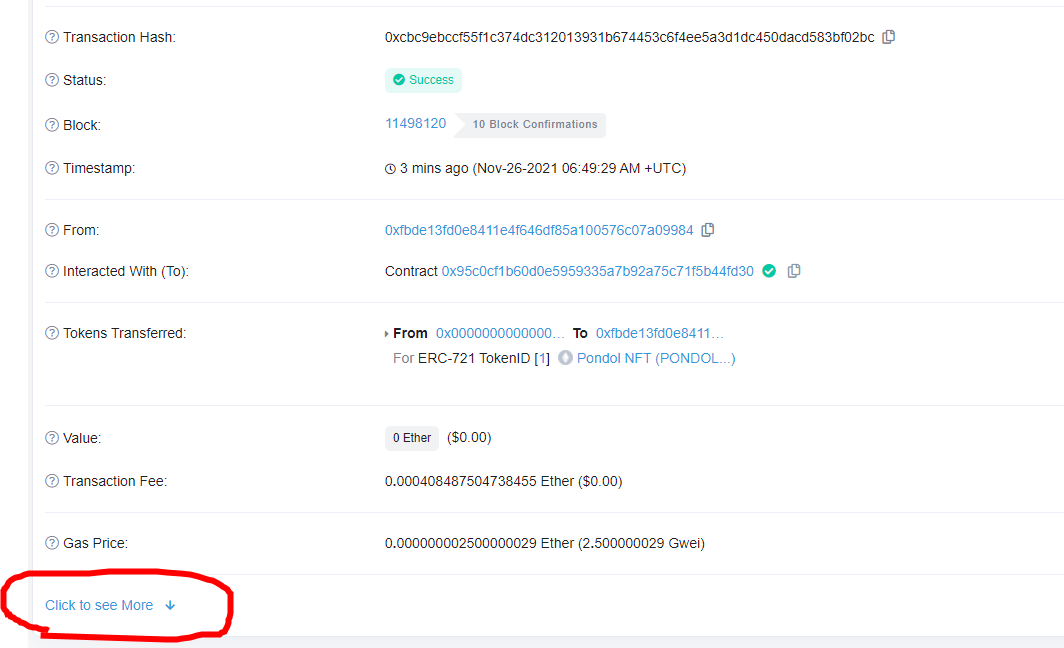 Transaction Hash: 0xcbc9ebccf55f1c374dc312013931b674453c6f4ee5a3d1dc450dacd583bf02bc
Status: Success
Block: 11498120 10 Block Confirmations
Timestamp: 3 mins ago (Nov-26-2021 06:49:29 AM +UTC)
From: 0xfbde13fd0e8411e4f646df85a100576c07a09984
Interacted With (To): Contract 0x95c0cf1b60d0e5959335a7b92a75c71f5b44fd30
Tokens Transferred: From 0x0000000000000... To 0xfbde13fd0e8411...
For ERC-721 TokenID [1] Pondol NFT (PONDOL...)
Value: 0 Ether ($0.00)
Transaction Fee: 0.000408487504738455 Ether ($0.00)
Gas Price: 0.000000002500000029 Ether (2.500000029 Gwei)
Click to see More